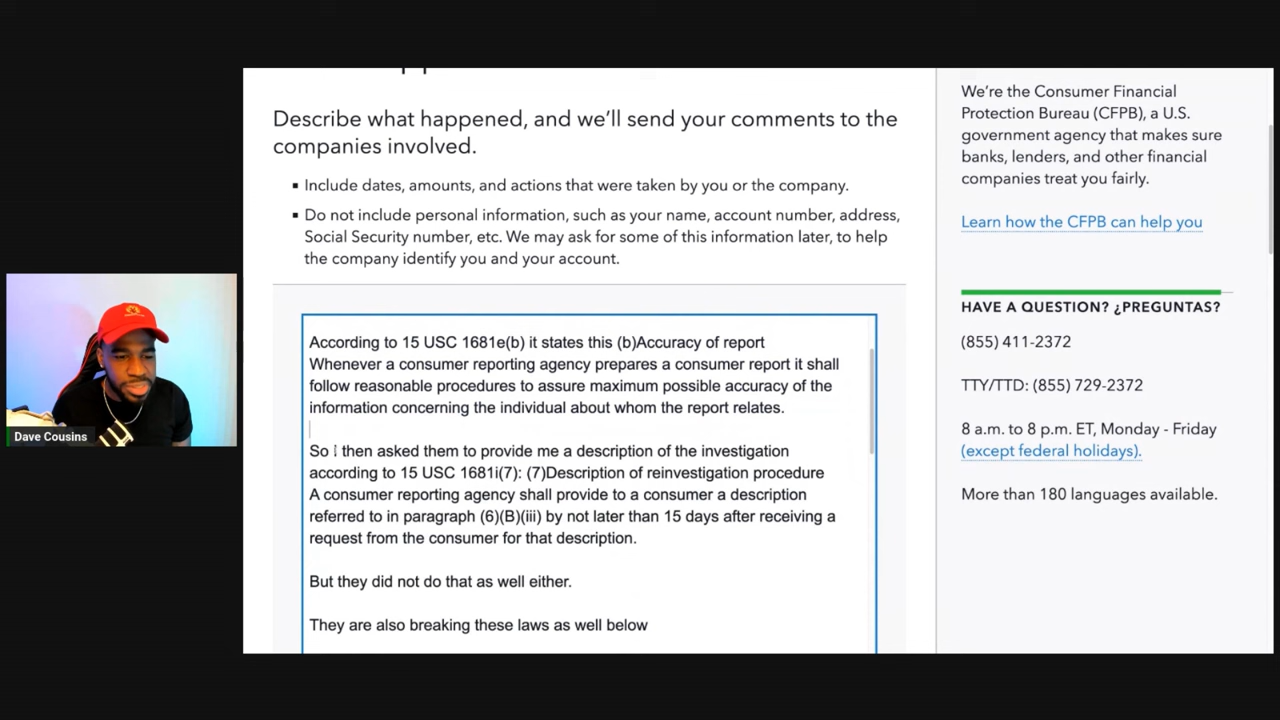 Describe what happened, and we'll send your comments to the
companies involved.
▪ Include dates, amounts, and actions that were taken by you or the company.
▪ Do not include personal information, such as your name, account number, address,
Social Security number, etc. We may ask for some of this information later, to help
the company identify you and your account.
According to 15 USC 1681e(b) it states this (b)Accuracy of report
Whenever a consumer reporting agency prepares a consumer report it shall
follow reasonable procedures to assure maximum possible accuracy of the
information concerning the individual about whom the report relates.
So i then asked them to provide me a description of the investigation
according to 15 USC 1681i(7): (7)Description of reinvestigation procedure
A consumer reporting agency shall provide to a consumer a description
referred to in paragraph (6)(B)(iii) by not later than 15 days after receiving a
request from the consumer for that description.
But they did not do that as well either.
They are also breaking these laws as well below
We're the Consumer Financial
Protection Bureau (CFPB), a U.S.
government agency that makes sure
banks, lenders, and other financial
companies treat you fairly.
Learn how the CFPB can help you
HAVE A QUESTION? ¿PREGUNTAS?
(855) 411-2372
TTY/TTD: (855) 729-2372
8 a.m. to 8 p.m. ET, Monday - Friday
(except federal holidays).
More than 180 languages available.
Dave Cousins